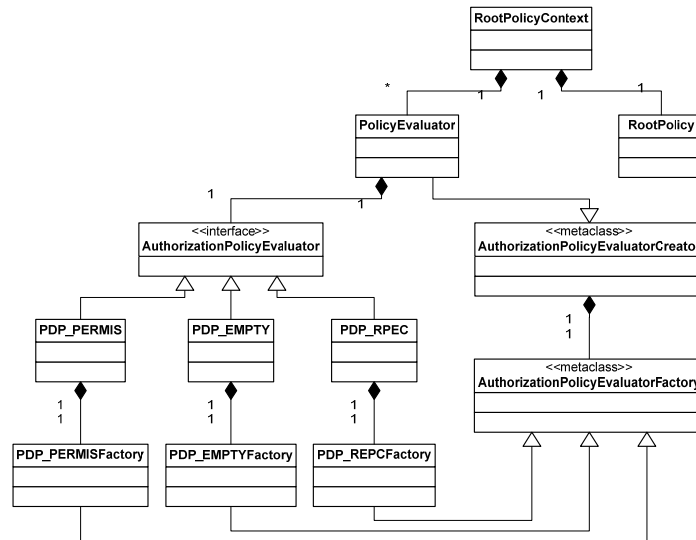 RootPolicyContext
*
1
1
1
PolicyEvaluator
RootPolicy
1
1
<<interface>>
AuthorizationPolicyEvaluator
<<metaclass>>
AuthorizationPolicyEvaluatorCreato
PDP_PERMIS
PDP_EMPTY
PDP_RPEC
1
1
<<metaclass>>
AuthorizationPolicyEvaluatorFactory
1
1
1
1
1
1
PDP_PERMISFactory
PDP_EMPTYFactory
PDP_REPCFactory